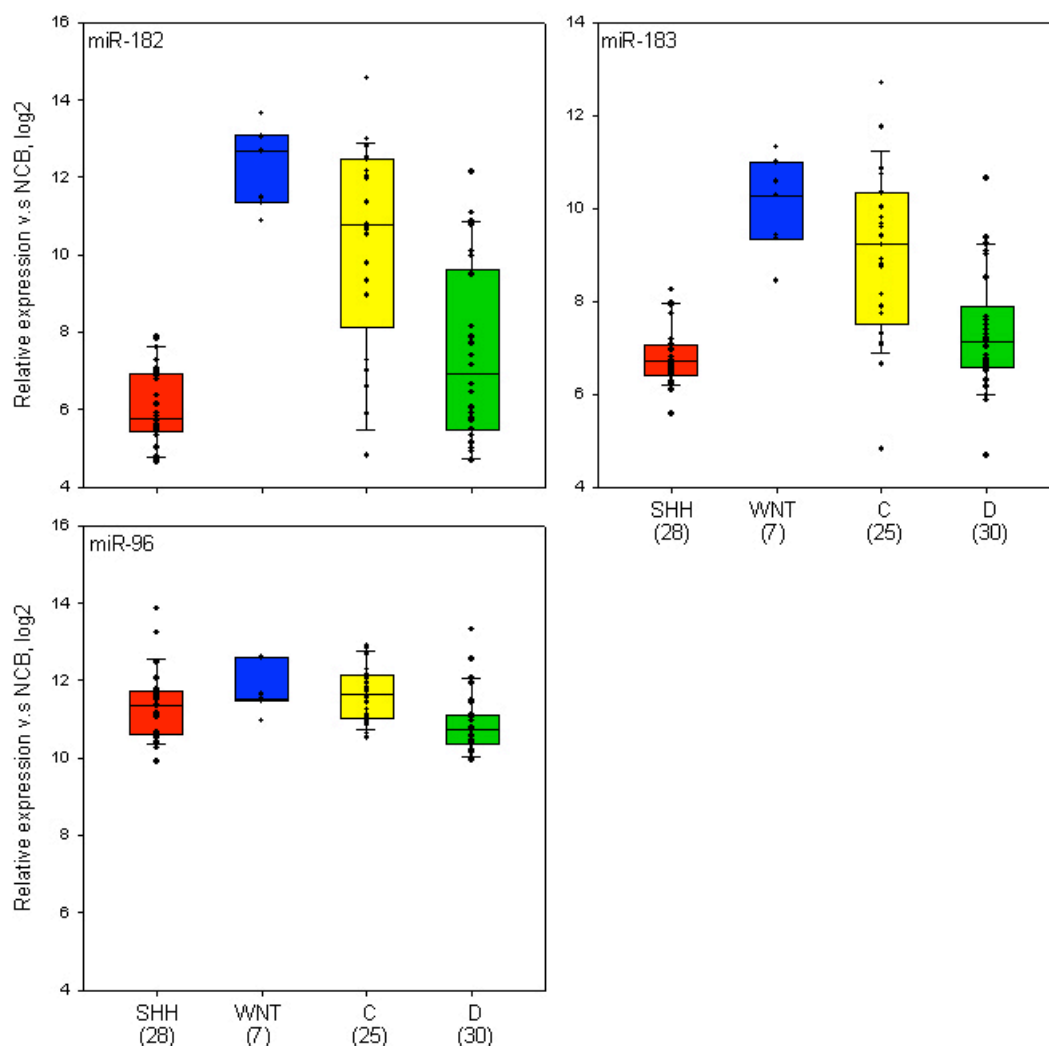 miR-182
Relative expression v.s NCB, log2
16
14
12
10
8
6
4
miR-183
14
12
10
8
6
4
SHH WNT C D
(28) (7) (25) (30)
miR-96
Relative expression v.s NCB, log2
16
14
12
10
8
6
4
SHH WNT C D
(28) (7) (25) (30)